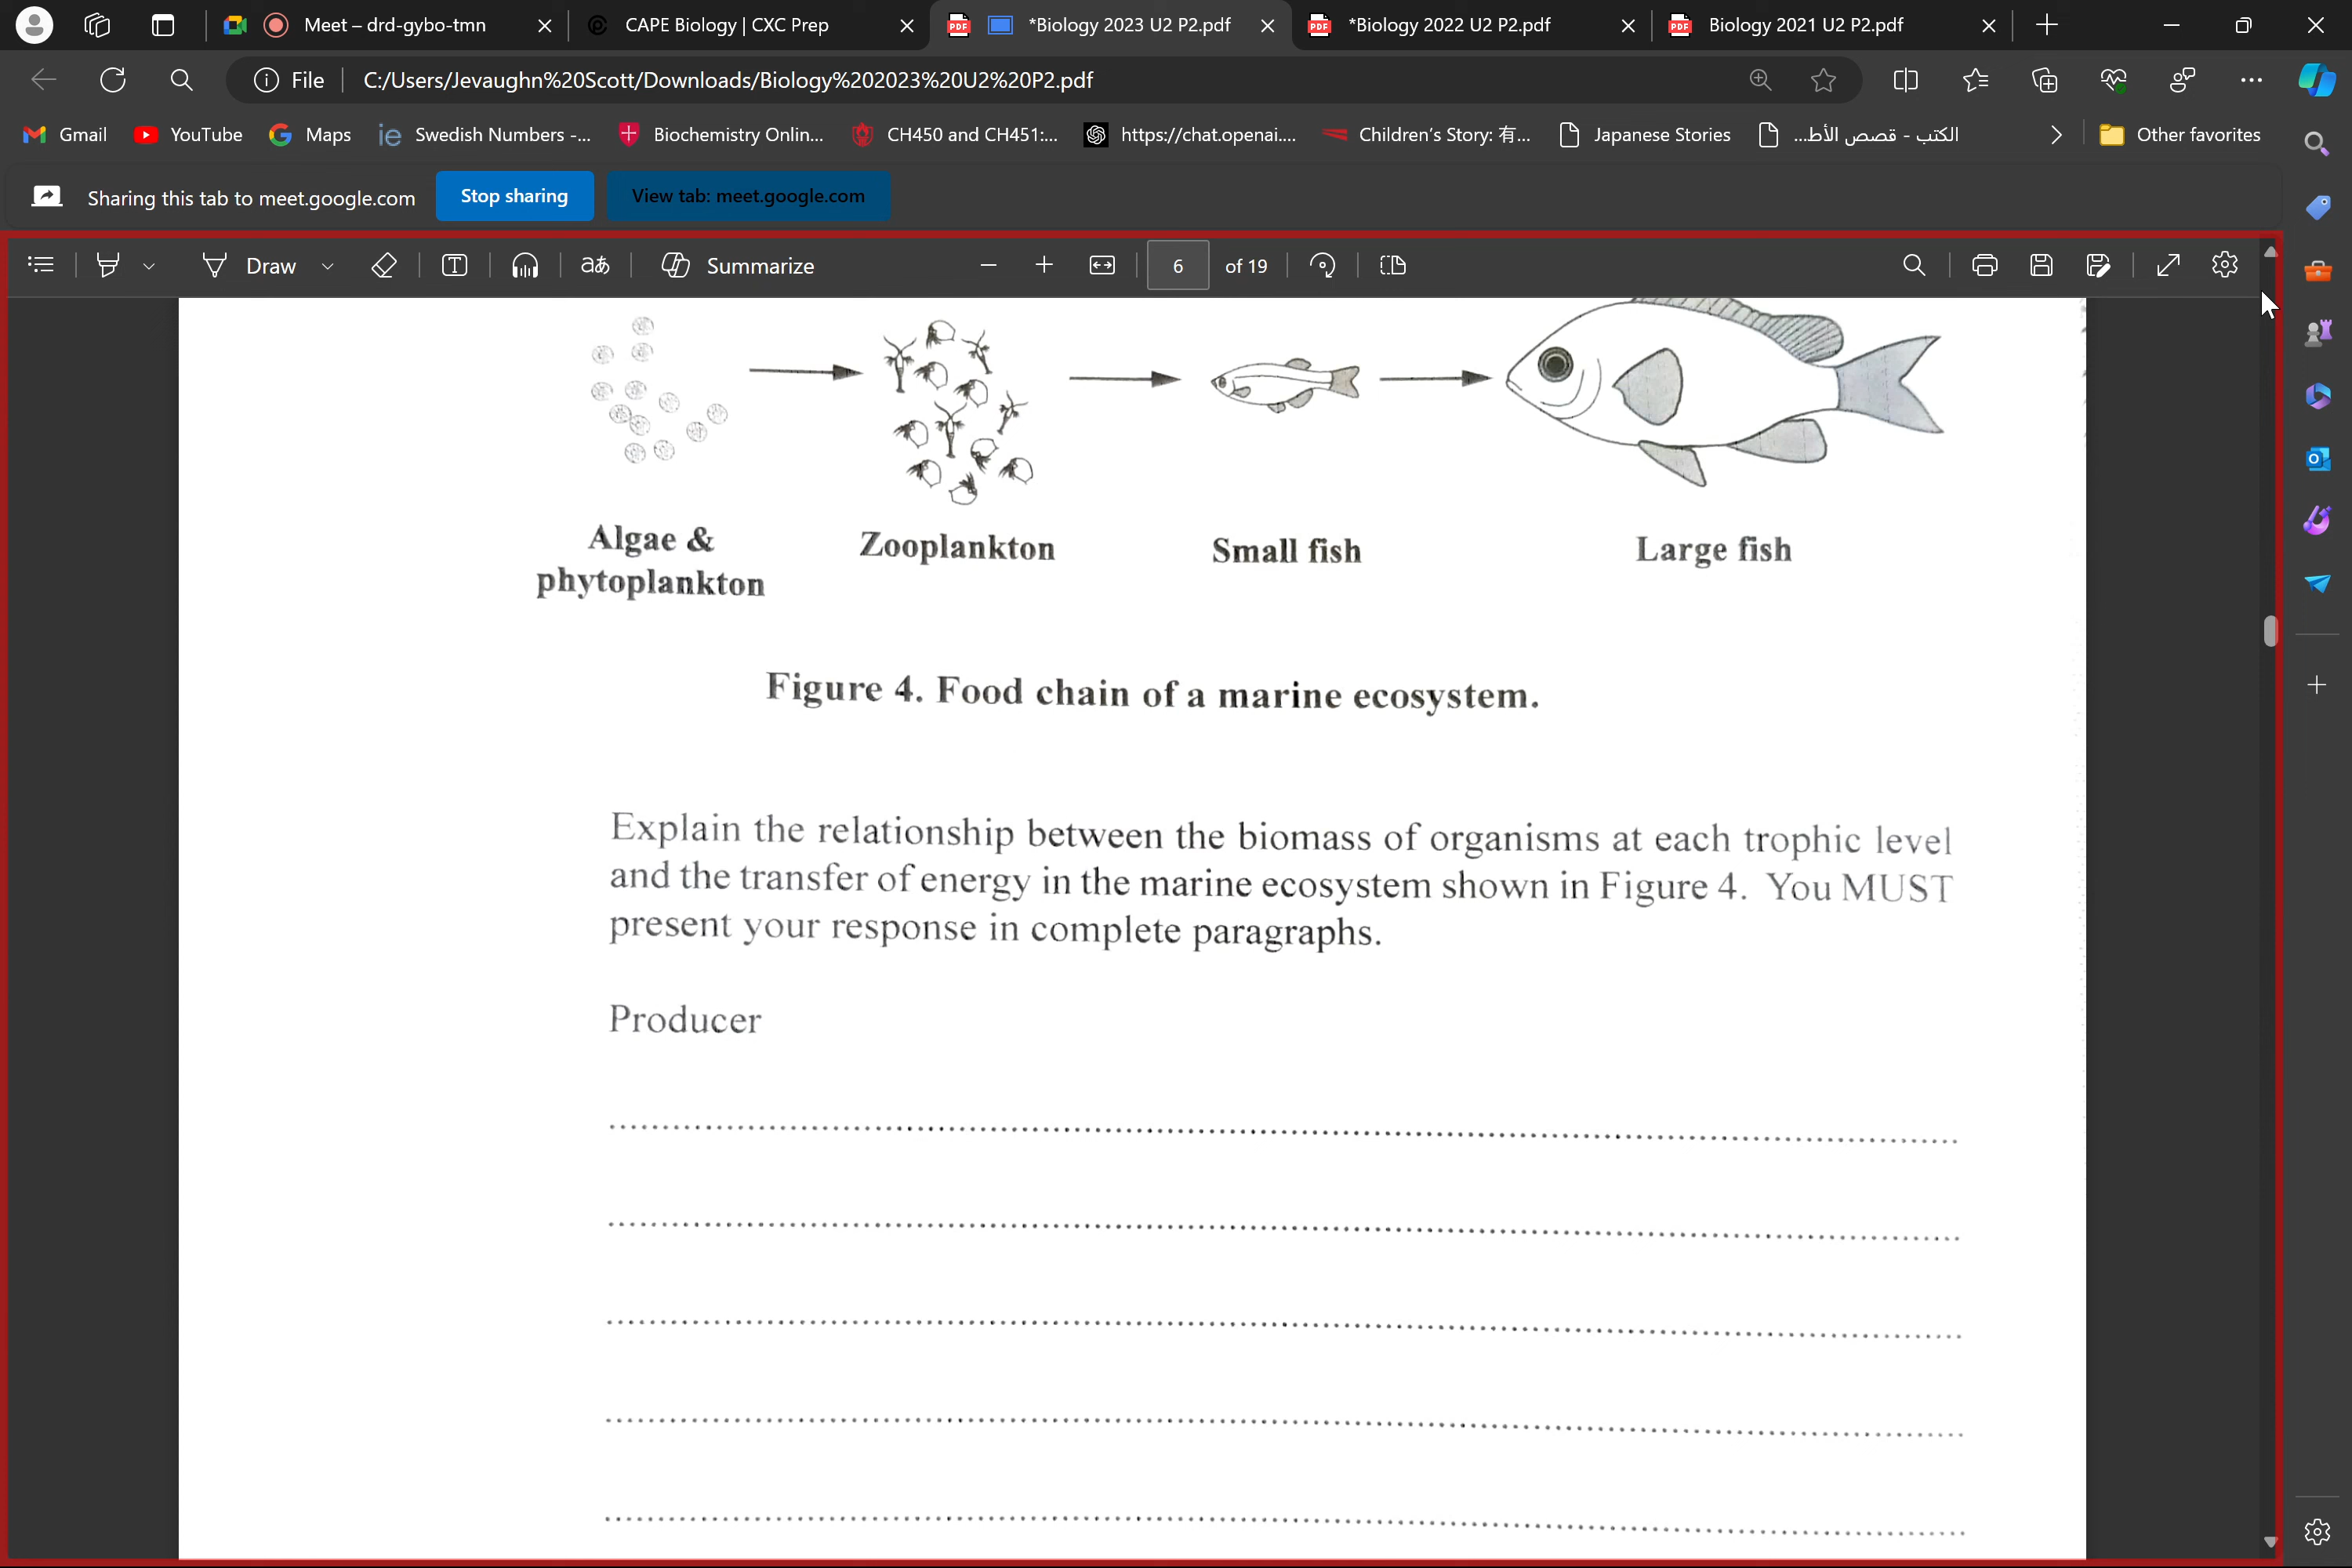 Meet – drd-gybo-tmn
CAPE Biology | CXC Prep
*Biology 2023 U2 P2.pdf
*Biology 2022 U2 P2.pdf
Biology 2021 U2 P2.pdf
File
C:/Users/Jevaughn%20Scott/Downloads/Biology%202023%20U2%20P2.pdf
Gmail
YouTube
Maps
Swedish Numbers -...
Biochemistry Onlin...
CH450 and CH451:...
https://chat.openai....
Children's Story: 有...
Japanese Stories
الكتب - قصص الأط...
Other favorites
Sharing this tab to meet.google.com
Stop sharing
View tab: meet.google.com
Draw
aあ
Summarize
6
of 19
Algae &
phytoplankton
Zooplankton
Small fish
Large fish
Figure 4. Food chain of a marine ecosystem.
Explain the relationship between the biomass of organisms at each trophic level
and the transfer of energy in the marine ecosystem shown in Figure 4. You MUST
present your response in complete paragraphs.
Producer